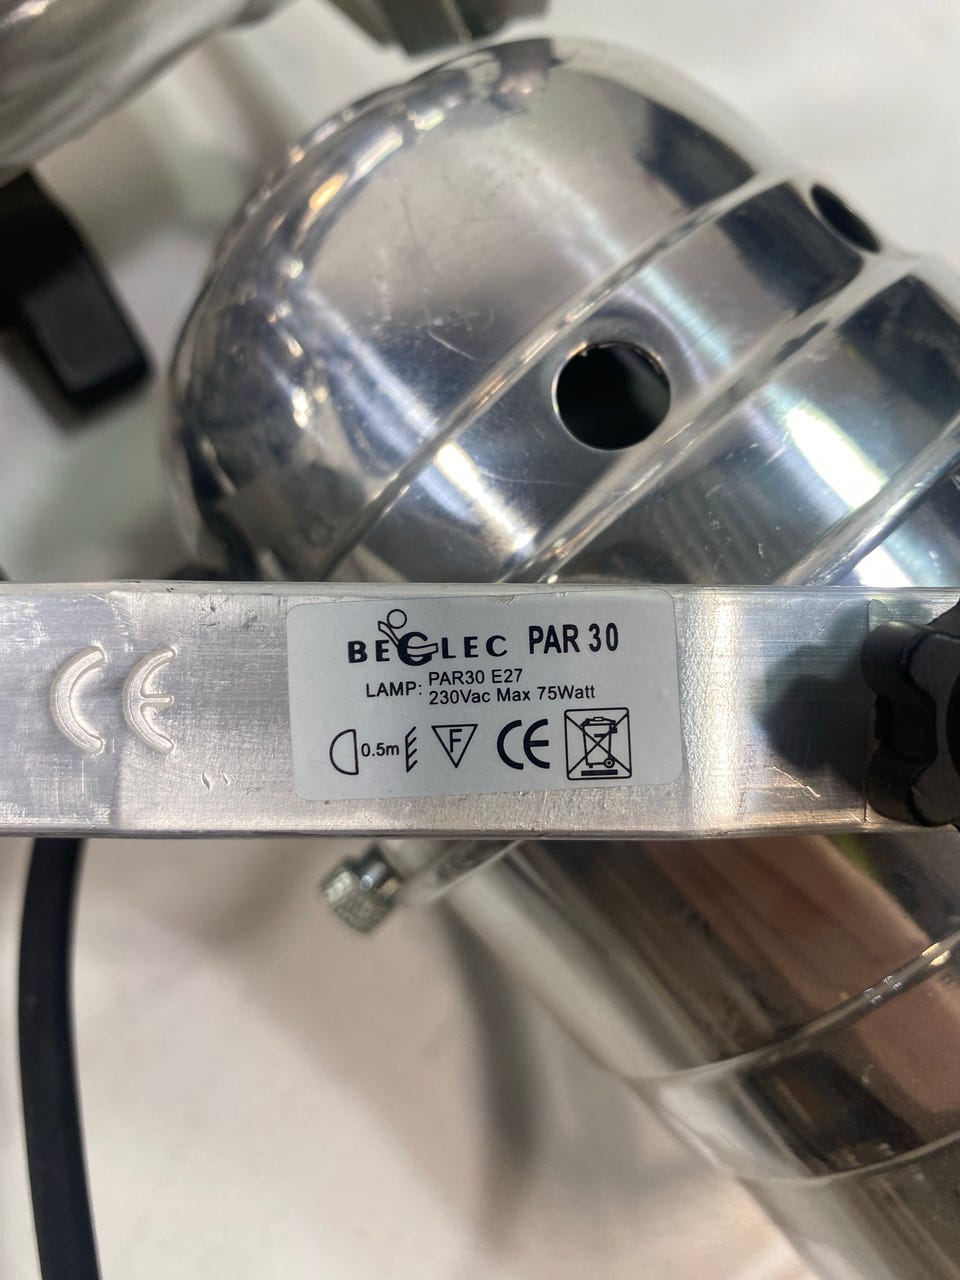 BEGLEC PAR 30
LAMP: PAR30 E27
230Vac Max 75Watt
0.5m F CE
CE